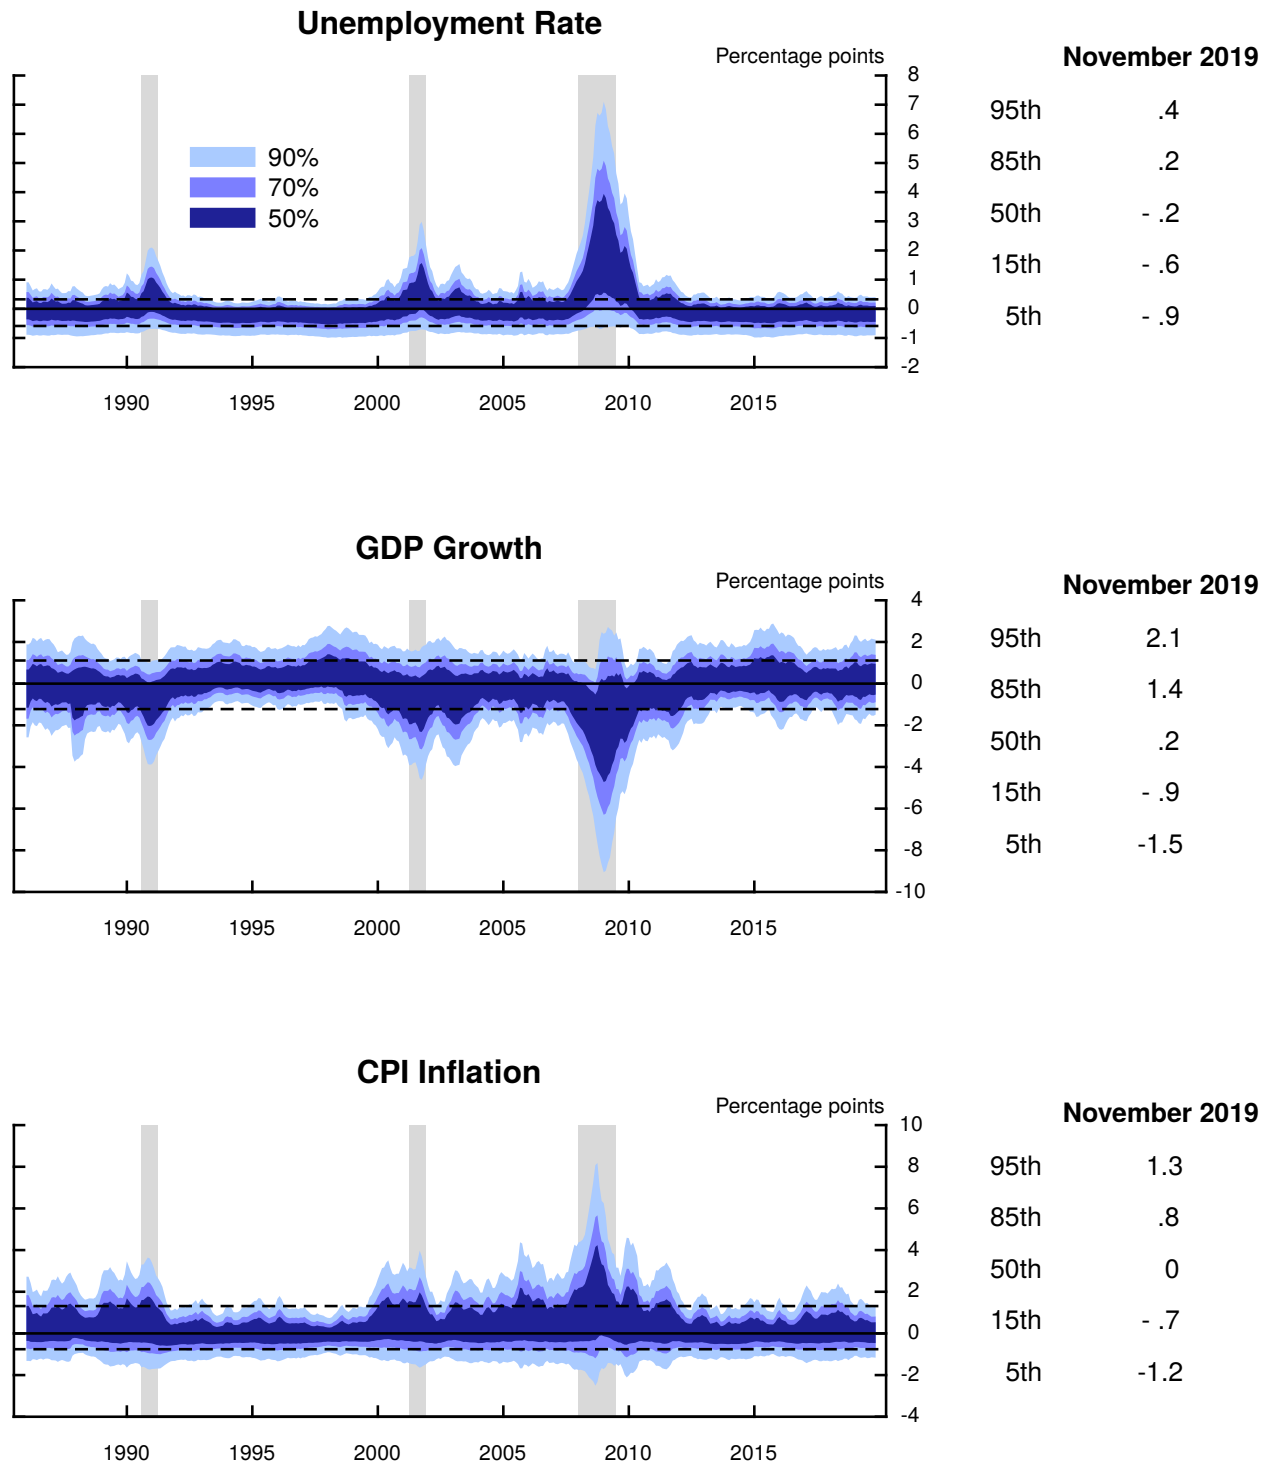 Unemployment Rate
Percentage points
November 2019
8
7
6
5
4
3
2
1
0
-1
-2
90%
70%
50%
1990 1995 2000 2005 2010 2015
95th .4
85th .2
50th - .2
15th - .6
5th - .9
GDP Growth
Percentage points
November 2019
4
2
0
-2
-4
-6
-8
-10
1990 1995 2000 2005 2010 2015
95th 2.1
85th 1.4
50th .2
15th - .9
5th -1.5
CPI Inflation
Percentage points
November 2019
10
8
6
4
2
0
-2
-4
1990 1995 2000 2005 2010 2015
95th 1.3
85th .8
50th 0
15th - .7
5th -1.2